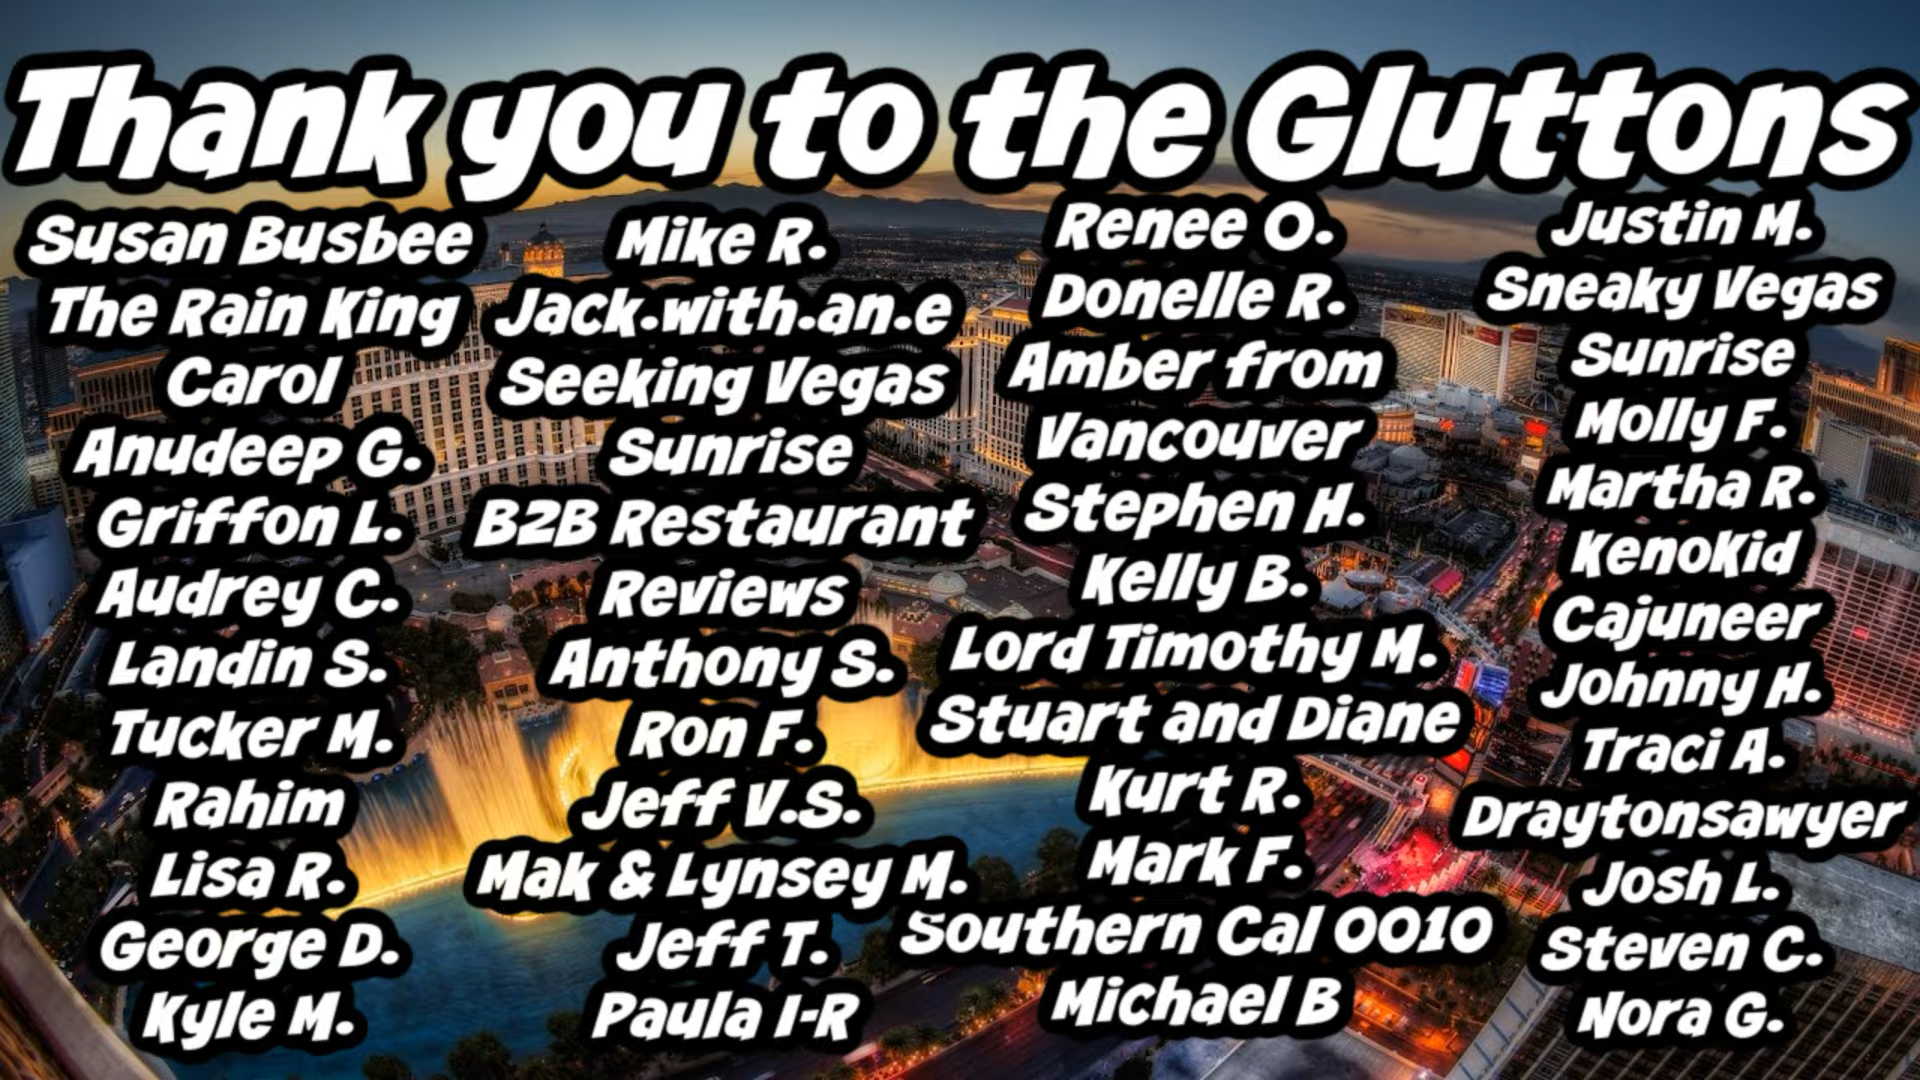 Thank you to the Gluttons
Susan Busbee
The Rain King
Carol
Anudeep G.
Griffon L.
Audrey C.
Landin S.
Tucker M.
Rahim
Lisa R.
George D.
Kyle M.
Mike R.
Jack.with.an.e
Seeking Vegas
Sunrise
B2B Restaurant
Reviews
Anthony S.
Ron F.
Jeff V.S.
Mak & Lynsey M.
Jeff T.
Paula I-R
Renee O.
Donelle R.
Amber from
Vancouver
Stephen H.
Kelly B.
Lord Timothy M.
Stuart and Diane
Kurt R.
Mark F.
Southern Cal 0010
Michael B
Justin M.
Sneaky Vegas
Sunrise
Molly F.
Martha R.
KenoKid
Cajuneer
Johnny H.
Traci A.
Draytonsawyer
Josh L.
Steven C.
Nora G.